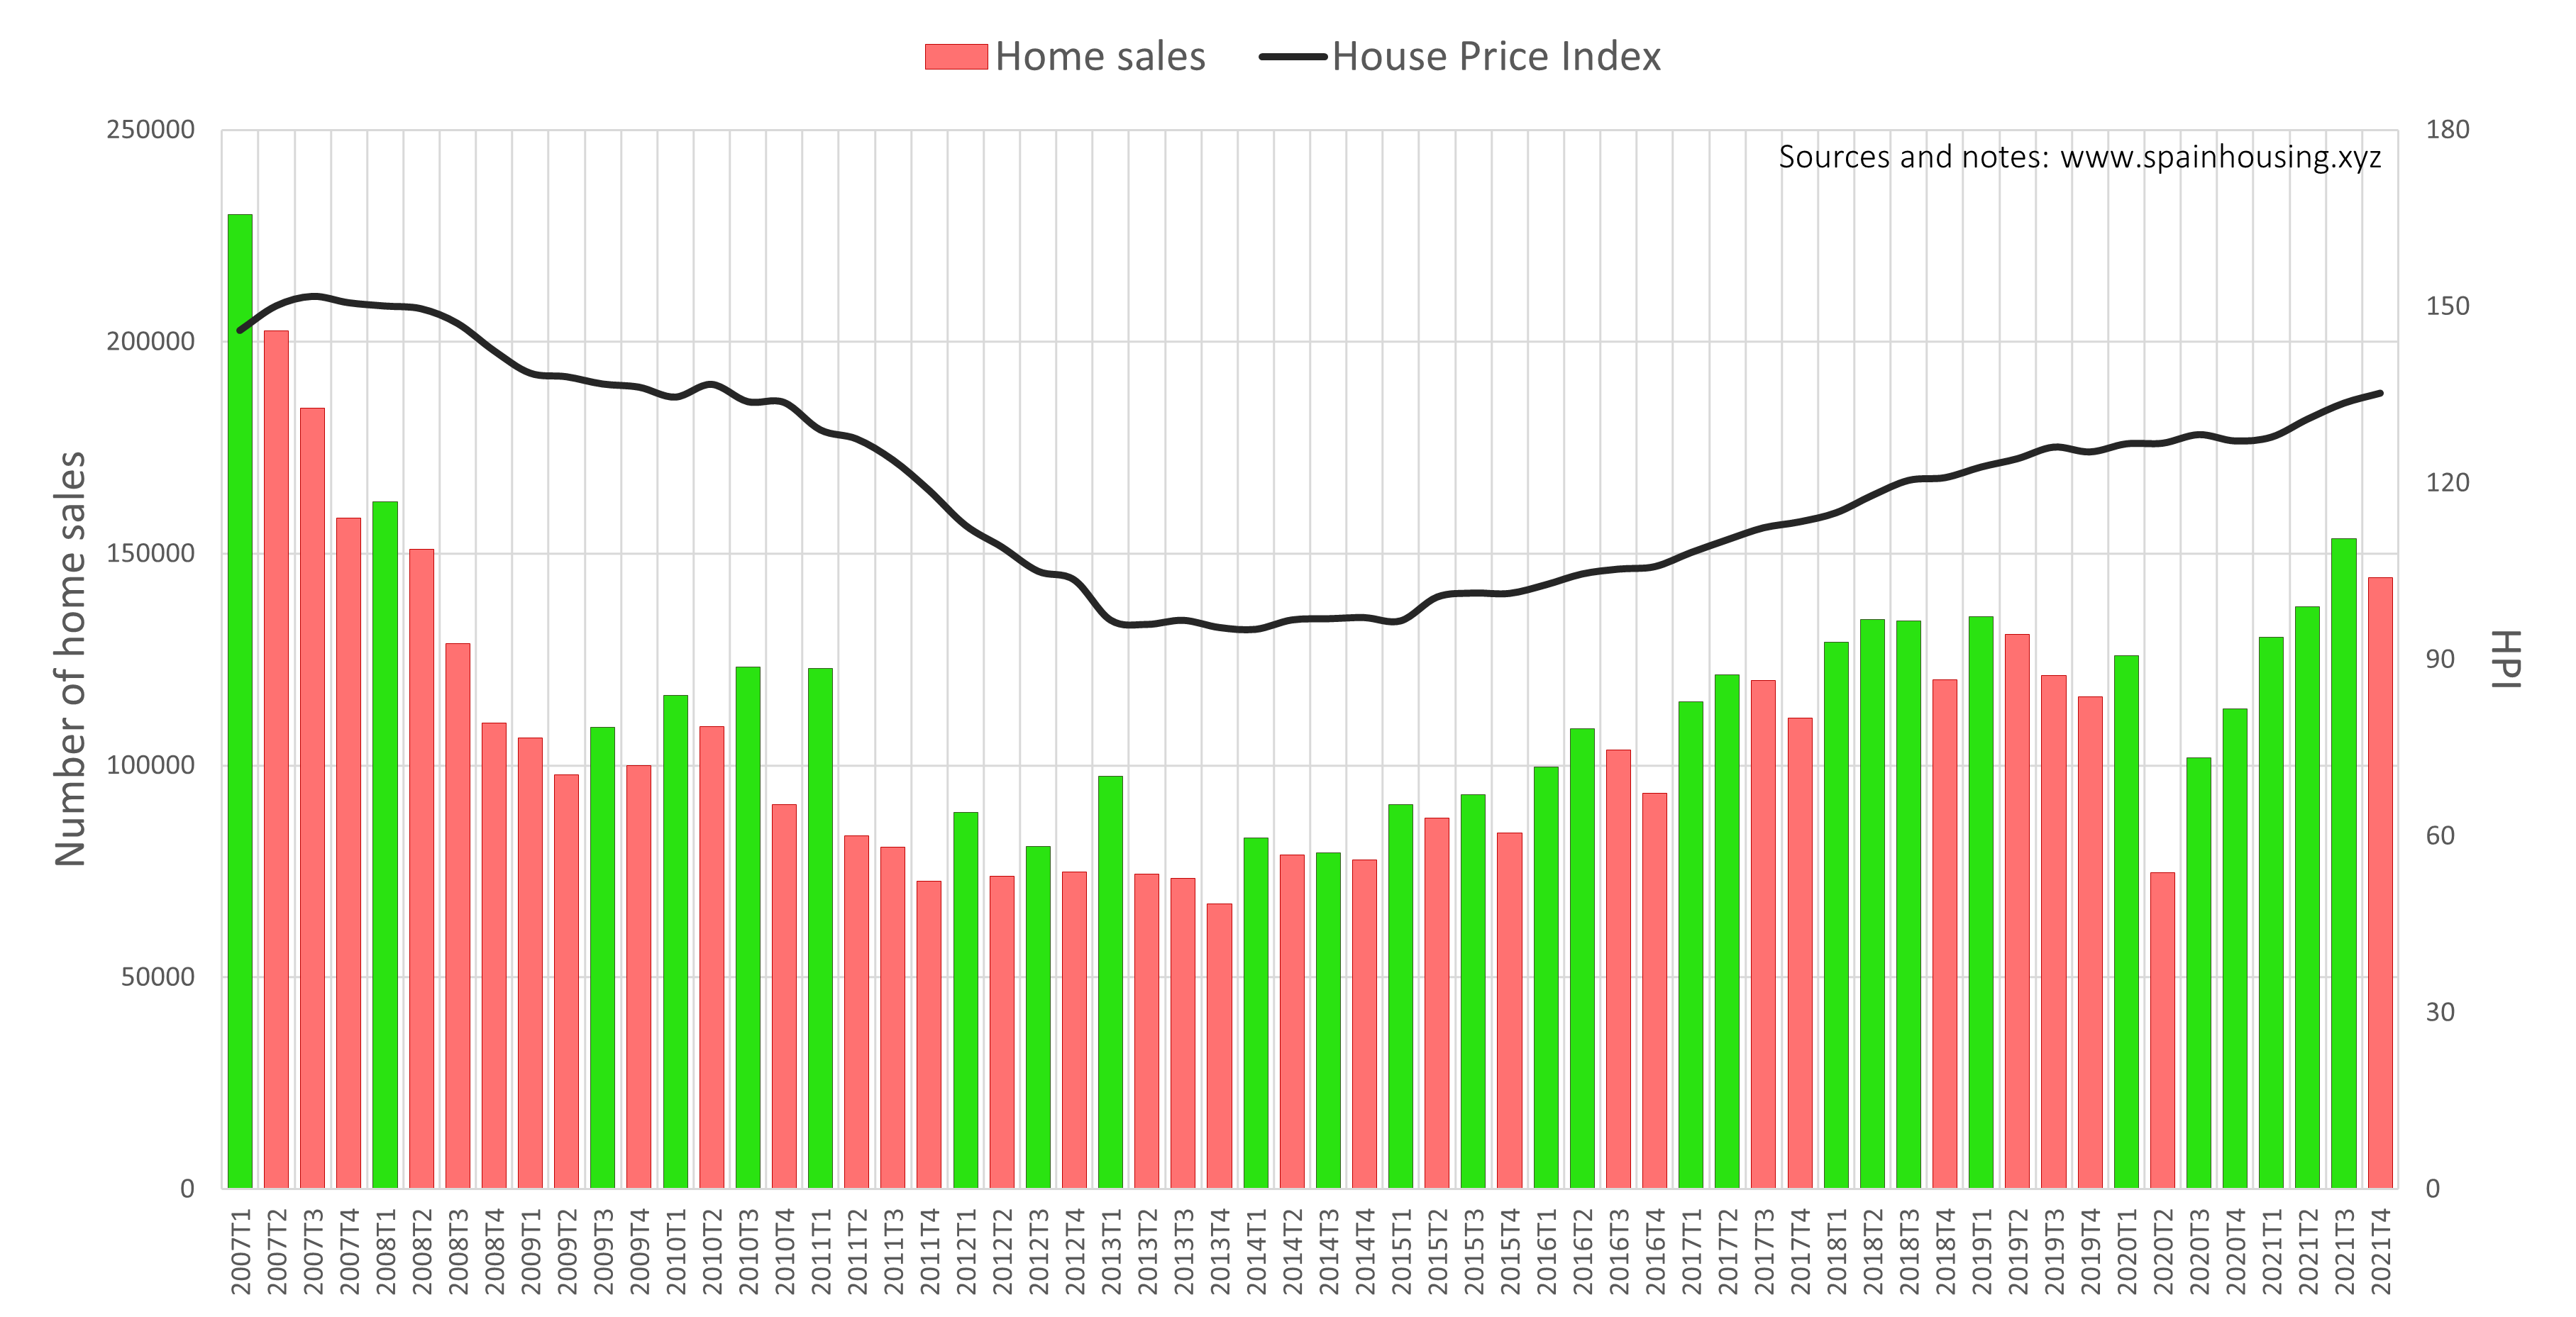 Home sales
House Price Index
Sources and notes: www.spainhousing.xyz
Number of home sales
250000
200000
150000
100000
50000
0
180
150
120
90
60
30
0
HPI
2007T1
2007T2
2007T3
2007T4
2008T1
2008T2
2008T3
2008T4
2009T1
2009T2
2009T3
2009T4
2010T1
2010T2
2010T3
2010T4
2011T1
2011T2
2011T3
2011T4
2012T1
2012T2
2012T3
2012T4
2013T1
2013T2
2013T3
2013T4
2014T1
2014T2
2014T3
2014T4
2015T1
2015T2
2015T3
2015T4
2016T1
2016T2
2016T3
2016T4
2017T1
2017T2
2017T3
2017T4
2018T1
2018T2
2018T3
2018T4
2019T1
2019T2
2019T3
2019T4
2020T1
2020T2
2020T3
2020T4
2021T1
2021T2
2021T3
2021T4